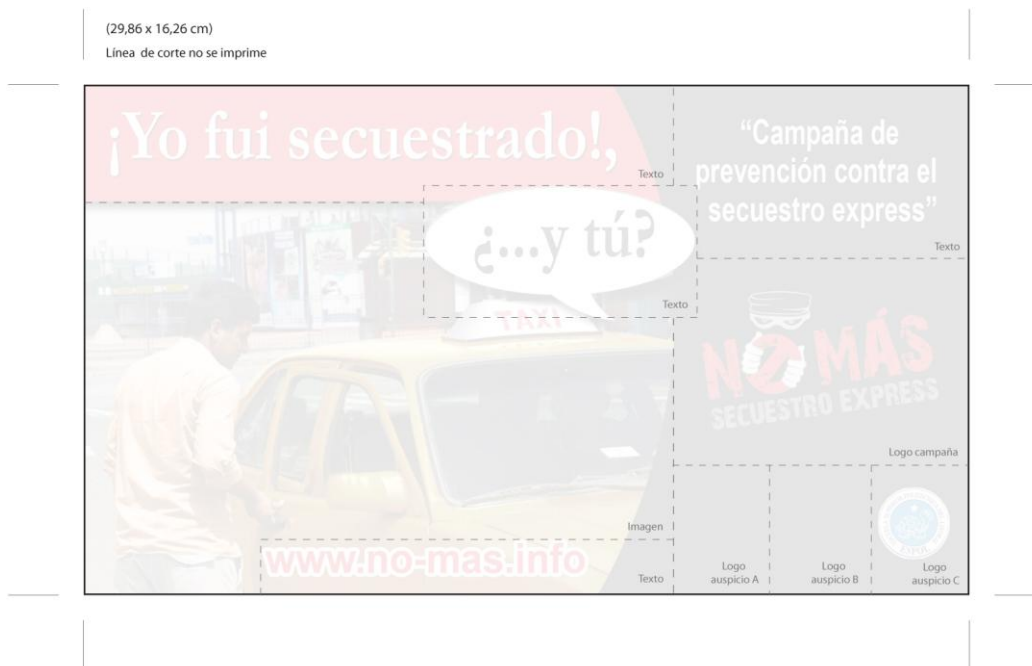 (29,86 x 16,26 cm)
Línea de corte no se imprime
¡Yo fui secuestrado!,
Texto
“Campaña de
prevención contra el
secuestro express”
Texto
¿...y tú?
Texto
TAXI
NO MÁS
SECUESTRO EXPRESS
Logo campaña
Imagen
www.no-mas.info
Texto
Logo
auspicio A
Logo
auspicio B
ESPOL
Logo
auspicio C